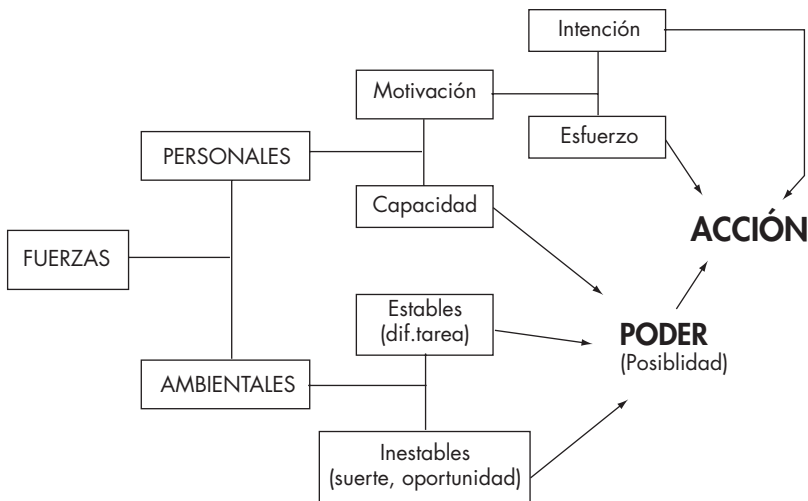 Intención
Motivación
Esfuerzo
PERSONALES
Capacidad
ACCIÓN
FUERZAS
Estables
(dif.tarea)
PODER
(Posiblidad)
AMBIENTALES
Inestables
(suerte, oportunidad)